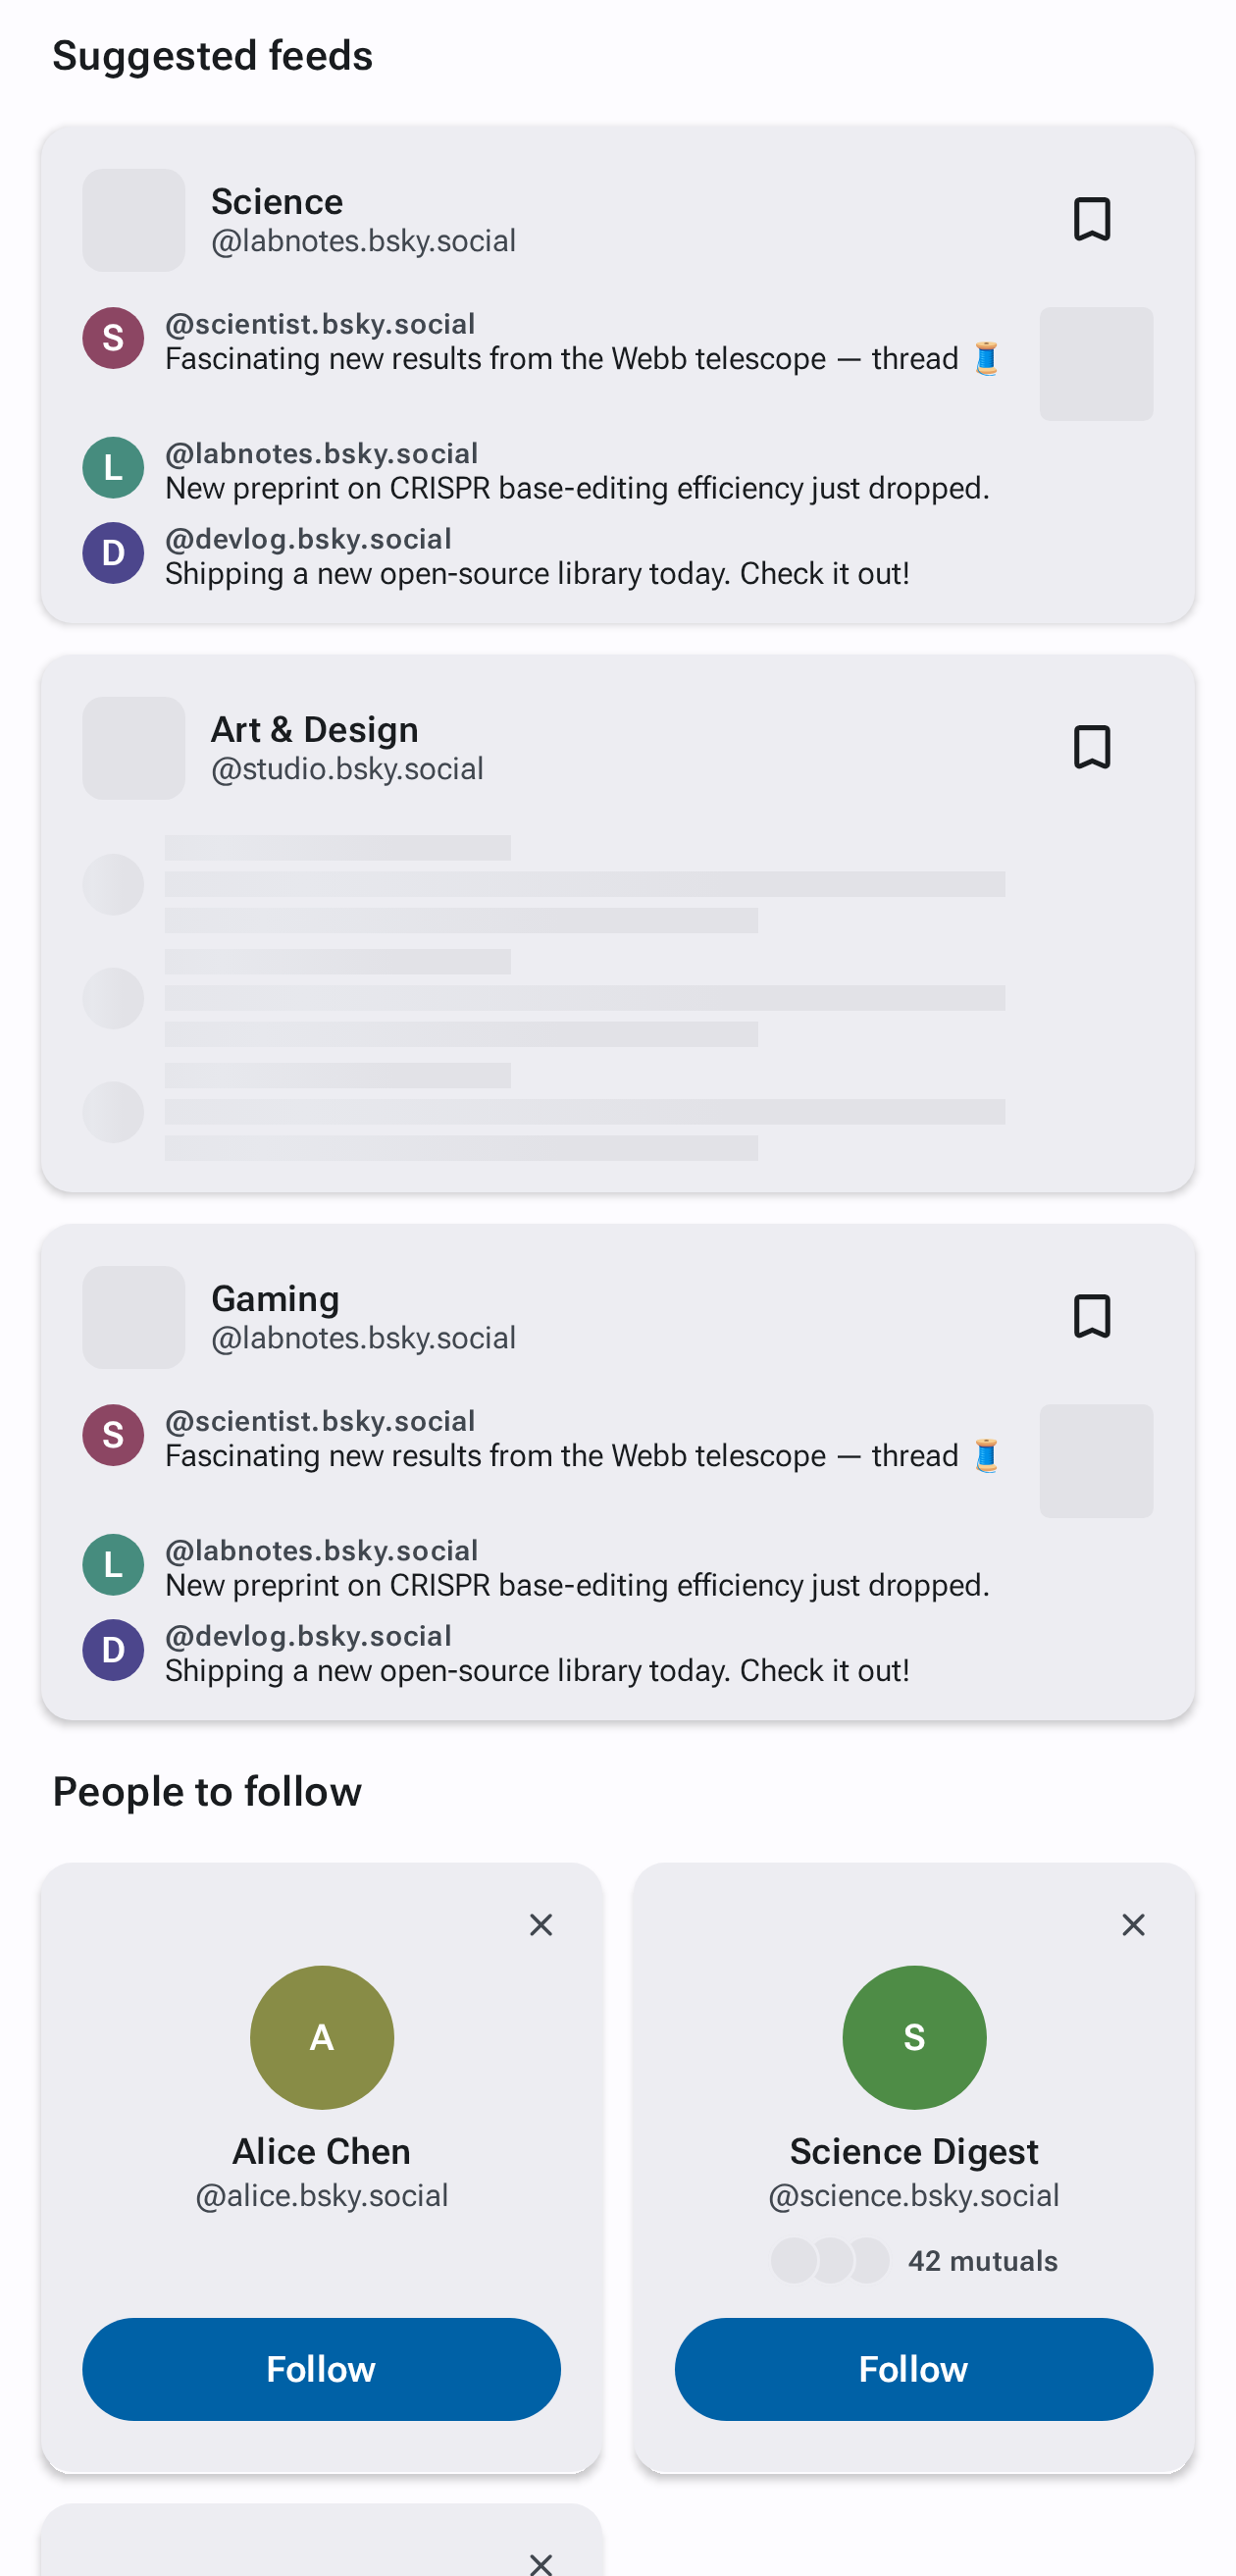 Suggested feeds
Science
@labnotes.bsky.social
S
@scientist.bsky.social
Fascinating new results from the Webb telescope — thread 🧵
L
@labnotes.bsky.social
New preprint on CRISPR base-editing efficiency just dropped.
D
@devlog.bsky.social
Shipping a new open-source library today. Check it out!
Art & Design
@studio.bsky.social
Gaming
@labnotes.bsky.social
S
@scientist.bsky.social
Fascinating new results from the Webb telescope — thread 🧵
L
@labnotes.bsky.social
New preprint on CRISPR base-editing efficiency just dropped.
D
@devlog.bsky.social
Shipping a new open-source library today. Check it out!
People to follow
A
Alice Chen
@alice.bsky.social
Follow
S
Science Digest
@science.bsky.social
42 mutuals
Follow